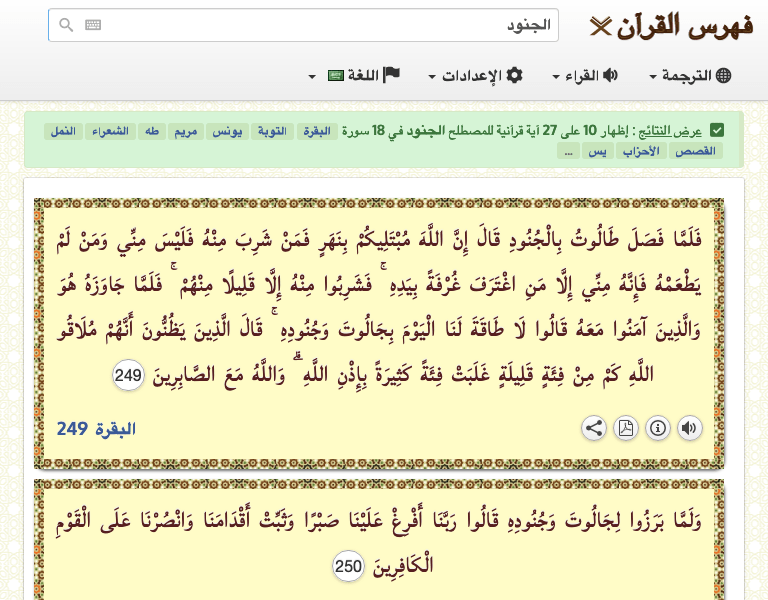 فهرس القرآن
الجنود
الترجمة القراء الإعدادات اللغة
عرض النتائج : إظهار 10 على 27 آية قرآنية للمصطلح الجنود في 18 سورة البقرة التوبة يونس مريم طه الشعراء النمل
القصص الأحزاب يس ...
فَلَمَّا فَصَلَ طَالُوتُ بِالْجُنُودِ قَالَ إِنَّ اللَّهَ مُبْتَلِيكُمْ بِنَهَرٍ فَمَنْ شَرِبَ مِنْهُ فَلَيْسَ مِنِّي وَمَنْ لَمْ
يَطْعَمْهُ فَإِنَّهُ مِنِّي إِلَّا مَنِ اغْتَرَفَ غُرْفَةً بِيَدِهِ ۚ فَشَرِبُوا مِنْهُ إِلَّا قَلِيلًا مِنْهُمْ ۚ فَلَمَّا جَاوَزَهُ هُوَ
وَالَّذِينَ آمَنُوا مَعَهُ قَالُوا لَا طَاقَةَ لَنَا الْيَوْمَ بِجَالُوتَ وَجُنُودِهِ ۚ قَالَ الَّذِينَ يَظُنُّونَ أَنَّهُمْ مُلَاقُو
اللَّهِ كَمْ مِنْ فِئَةٍ قَلِيلَةٍ غَلَبَتْ فِئَةً كَثِيرَةً بِإِذْنِ اللَّهِ ۗ وَاللَّهُ مَعَ الصَّابِرِينَ 249
البقرة 249
وَلَمَّا بَرَزُوا لِجَالُوتَ وَجُنُودِهِ قَالُوا رَبَّنَا أَفْرِغْ عَلَيْنَا صَبْرًا وَثَبِّتْ أَقْدَامَنَا وَانْصُرْنَا عَلَى الْقَوْمِ
الْكَافِرِينَ 250